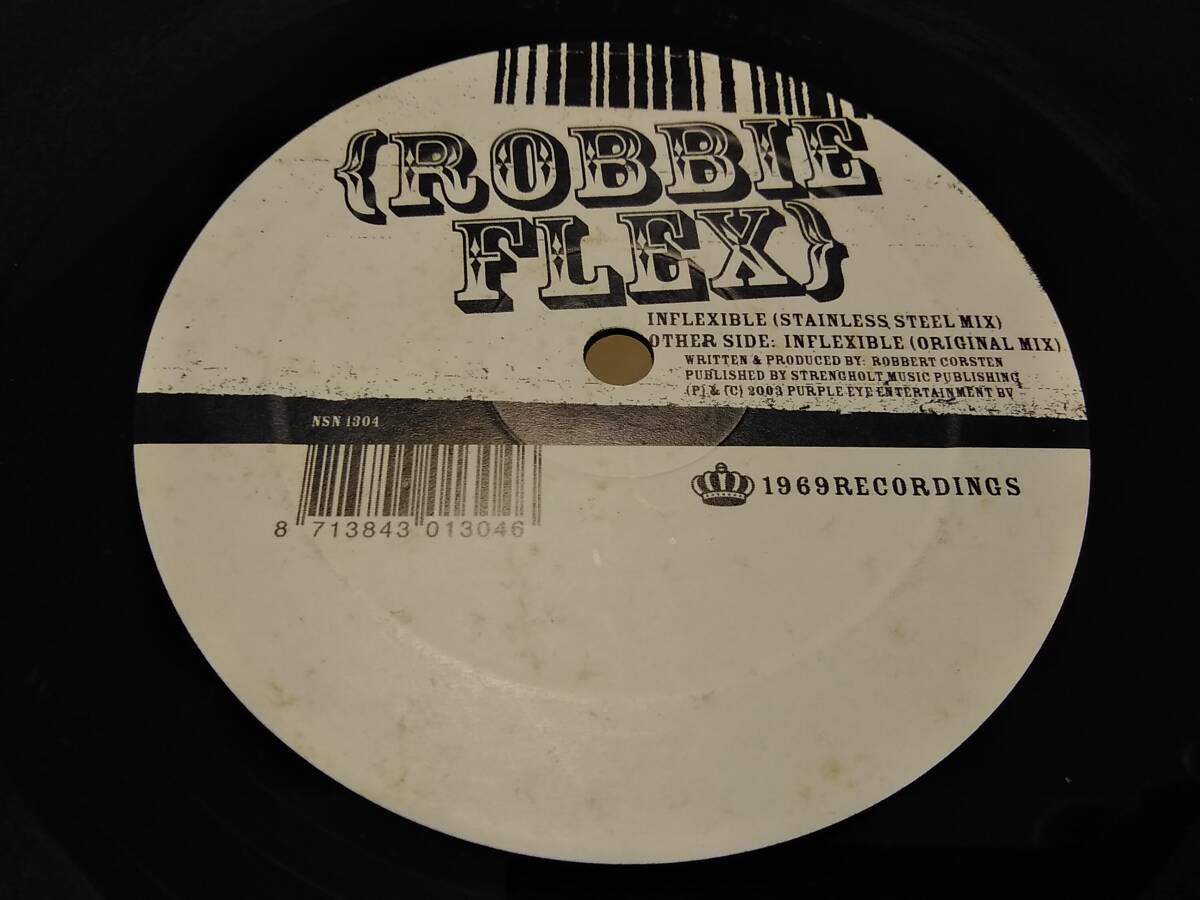 {ROBBIE
FLEX}
INFLEXIBLE (STAINLESS STEEL MIX)
OTHER SIDE: INFLEXIBLE (ORIGINAL MIX)
WRITTEN & PRODUCED BY: ROBBERT CORSTEN
PUBLISHED BY STRENGHOLT MUSIC PUBLISHING
(P) & (C) 2003 PURPLE EYE ENTERTAINMENT BV
NSN 1304
1969RECORDINGS
8 713843 013046